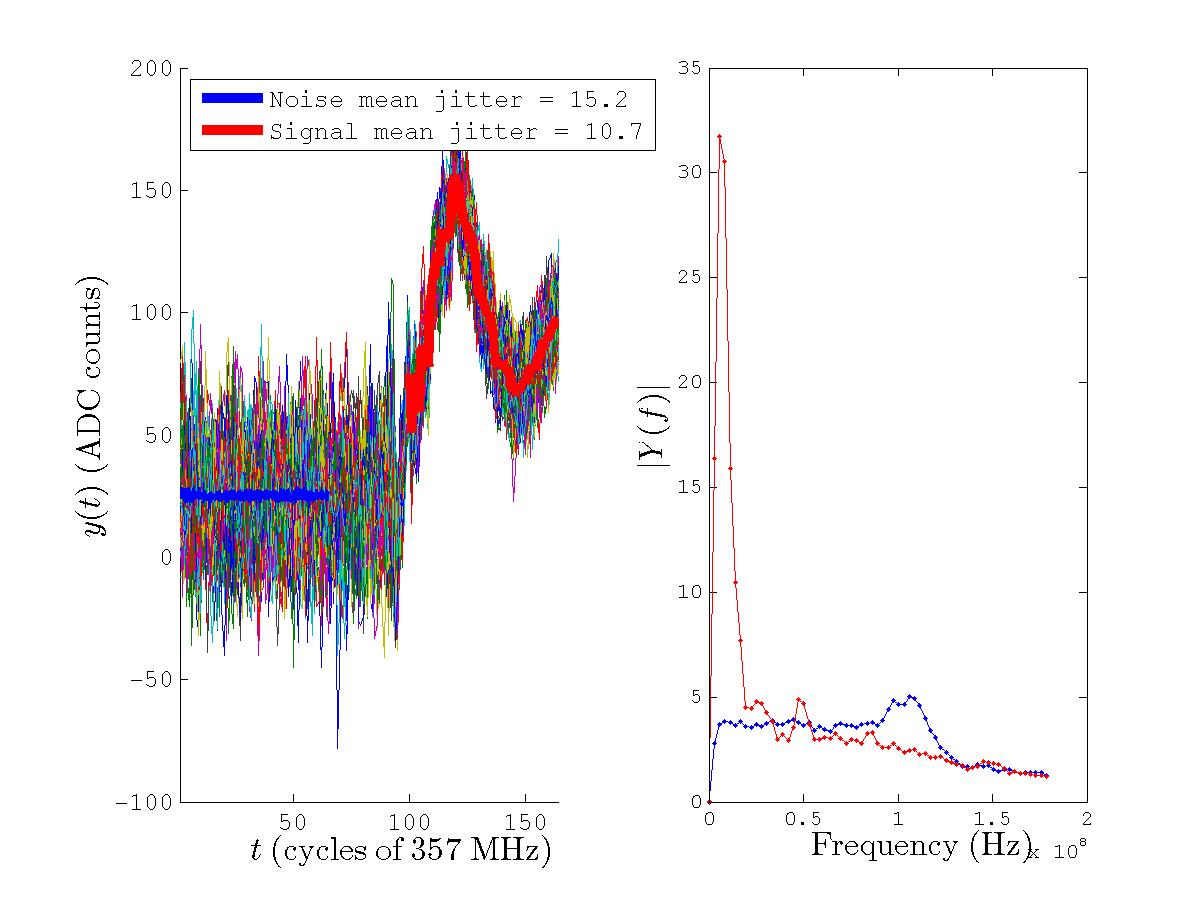 200
150
100
50
0
−50
−100
y(t) (ADC counts)
Noise mean jitter = 15.2
Signal mean jitter = 10.7
50 100 150
t (cycles of 357 MHz)
35
30
25
20
15
10
5
0
|Y(f)|
0 0.5 1 1.5 2
Frequency (Hz)
x 10⁸